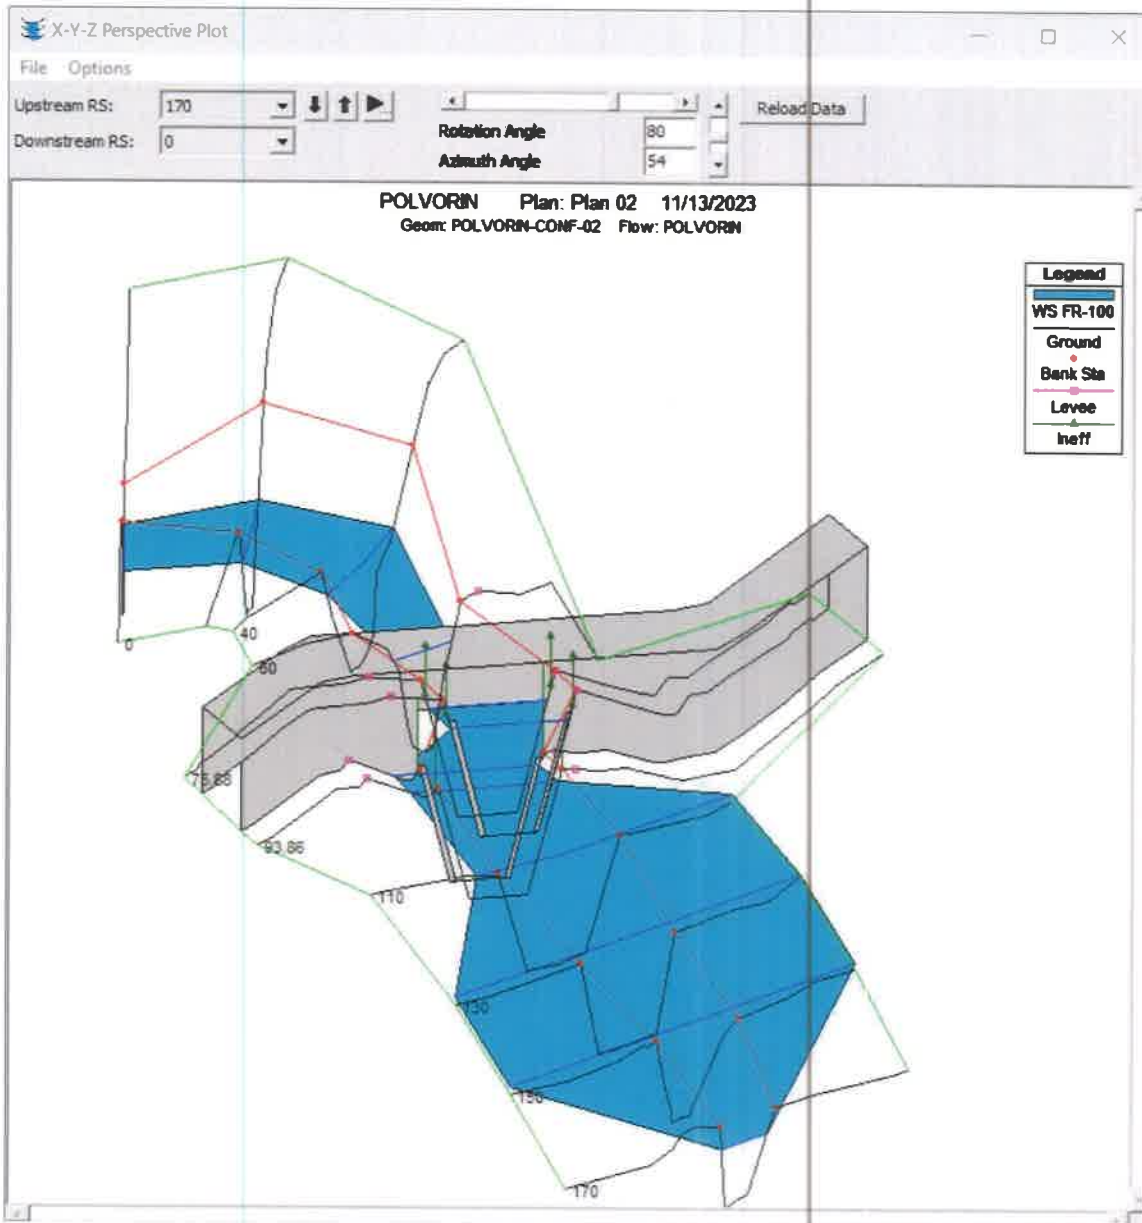 X-Y-Z Perspective Plot
File Options
Upstream RS: 170
Reload Data
Rotation Angle 80
Downstream RS: 0
Azimuth Angle 54
POLVORIN Plan: Plan 02 11/13/2023
Geom: POLVORIN-CONF-02 Flow: POLVORIN
Legend
WS FR-100
Ground
Bank Sta
Levee
Ineff
0
40
60
75.88
93.86
110
130
150
170